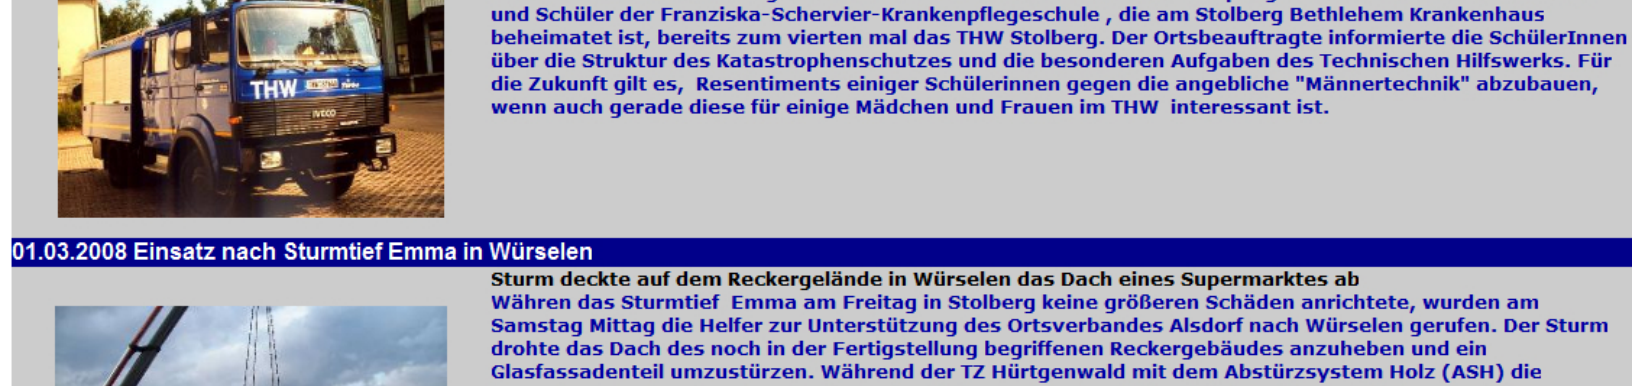 und Schüler der Franziska-Schervier-Krankenpflegeschule , die am Stolberg Bethlehem Krankenhaus
beheimatet ist, bereits zum vierten mal das THW Stolberg. Der Ortsbeauftragte informierte die SchülerInnen
über die Struktur des Katastrophenschutzes und die besonderen Aufgaben des Technischen Hilfswerks. Für
die Zukunft gilt es,  Resentiments einiger Schülerinnen gegen die angebliche "Männertechnik" abzubauen,
wenn auch gerade diese für einige Mädchen und Frauen im THW  interessant ist.
THW
IVECO
01.03.2008 Einsatz nach Sturmtief Emma in Würselen
Sturm deckte auf dem Reckergelände in Würselen das Dach eines Supermarktes ab
Währen das Sturmtief  Emma am Freitag in Stolberg keine größeren Schäden anrichtete, wurden am
Samstag Mittag die Helfer zur Unterstützung des Ortsverbandes Alsdorf nach Würselen gerufen. Der Sturm
drohte das Dach des noch in der Fertigstellung begriffenen Reckergebäudes anzuheben und ein
Glasfassadenteil umzustürzen. Während der TZ Hürtgenwald mit dem Abstürzsystem Holz (ASH) die